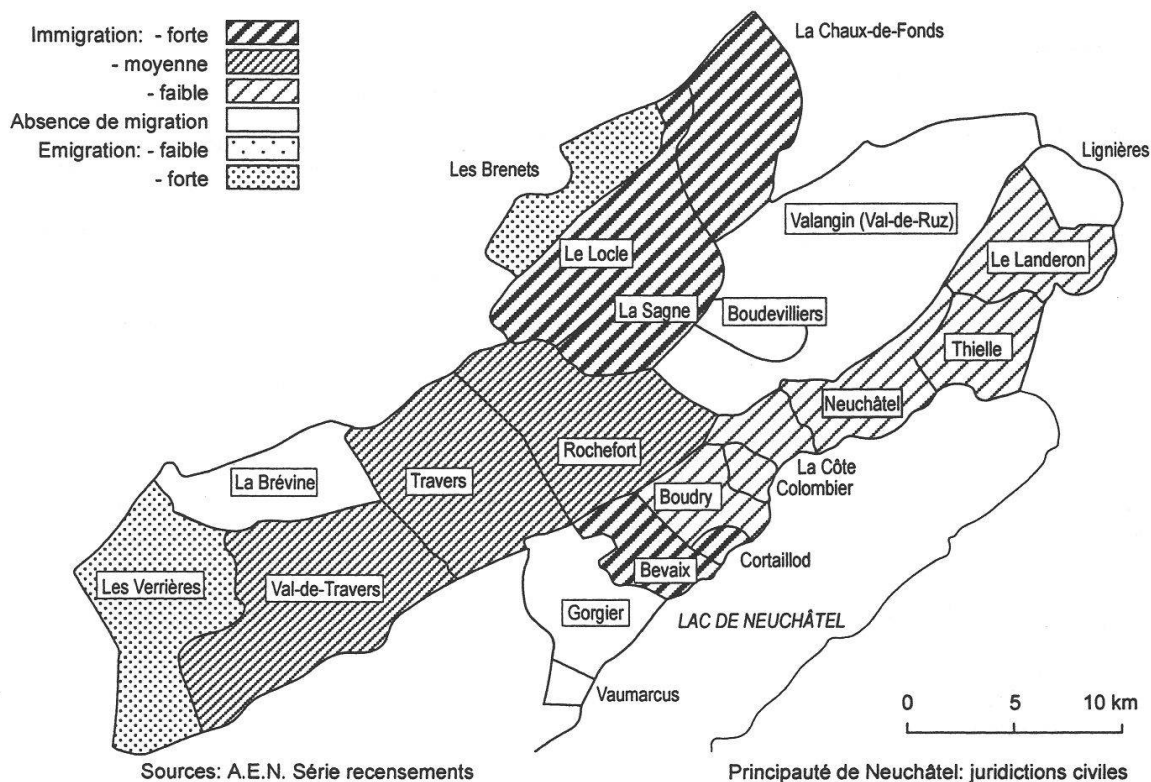 Immigration: - forte
- moyenne
- faible
Absence de migration
Emigration: - faible
- forte
La Chaux-de-Fonds
Les Brenets
Lignières
Valangin (Val-de-Ruz)
Le Locle
Le Landeron
La Sagne
Boudevilliers
Thielle
Neuchâtel
Rochefort
La Côte
Colombier
La Brévine
Travers
Boudry
Cortaillod
Les Verrières
Val-de-Travers
Bevaix
Gorgier
LAC DE NEUCHÂTEL
Vaumarcus
0 5 10 km
Sources: A.E.N. Série recensements
Principauté de Neuchâtel: juridictions civiles